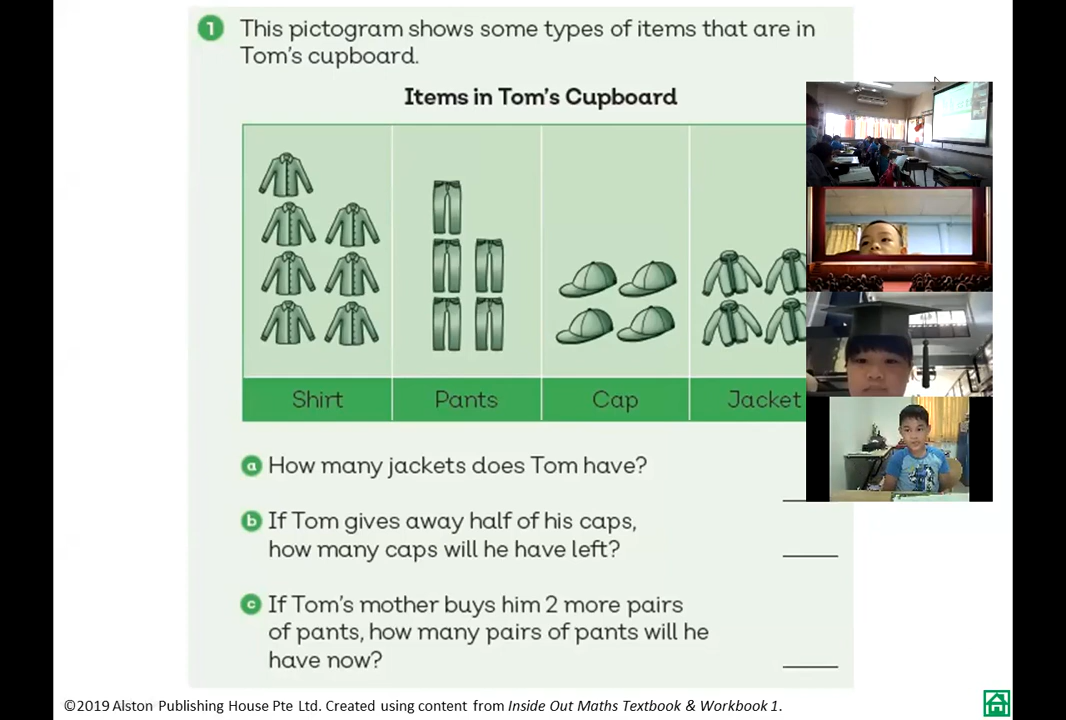 1 This pictogram shows some types of items that are in
Tom's cupboard.
Items in Tom's Cupboard
Shirt Pants Cap Jacket
a How many jackets does Tom have?
b If Tom gives away half of his caps,
how many caps will he have left?
c If Tom's mother buys him 2 more pairs
of pants, how many pairs of pants will he
have now?
©2019 Alston Publishing House Pte Ltd. Created using content from Inside Out Maths Textbook & Workbook 1.